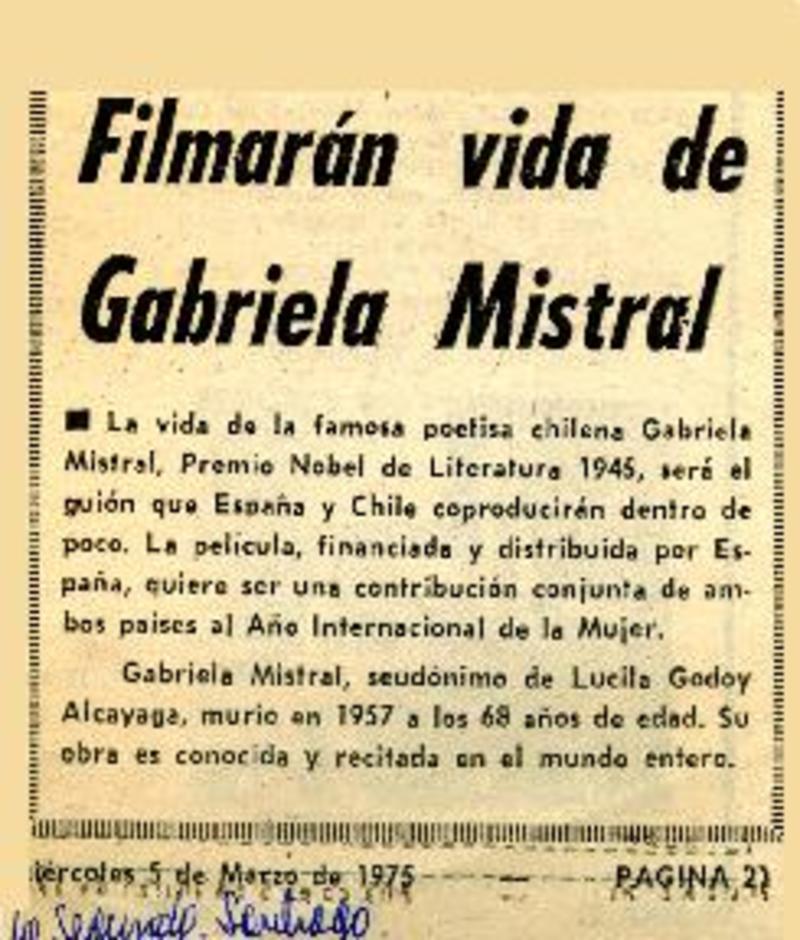 Filmarán vida de
Gabriela Mistral
■ La vida de la famosa poetisa chilena Gabriela
Mistral, Premio Nobel de Literatura 1945, será el
guión que España y Chile coproducirán dentro de
poco. La película, financiada y distribuida por Es-
paña, quiere ser una contribución conjunta de am-
bos paises al Año Internacional de la Mujer.
Gabriela Mistral, seudónimo de Lucila Godoy
Alcayaga, murio en 1957 a los 68 años de edad. Su
obra es conocida y recitada en el mundo entero.
iércoles 5 de Marzo de 1975 — PAGINA 21
Segunda. Santiago